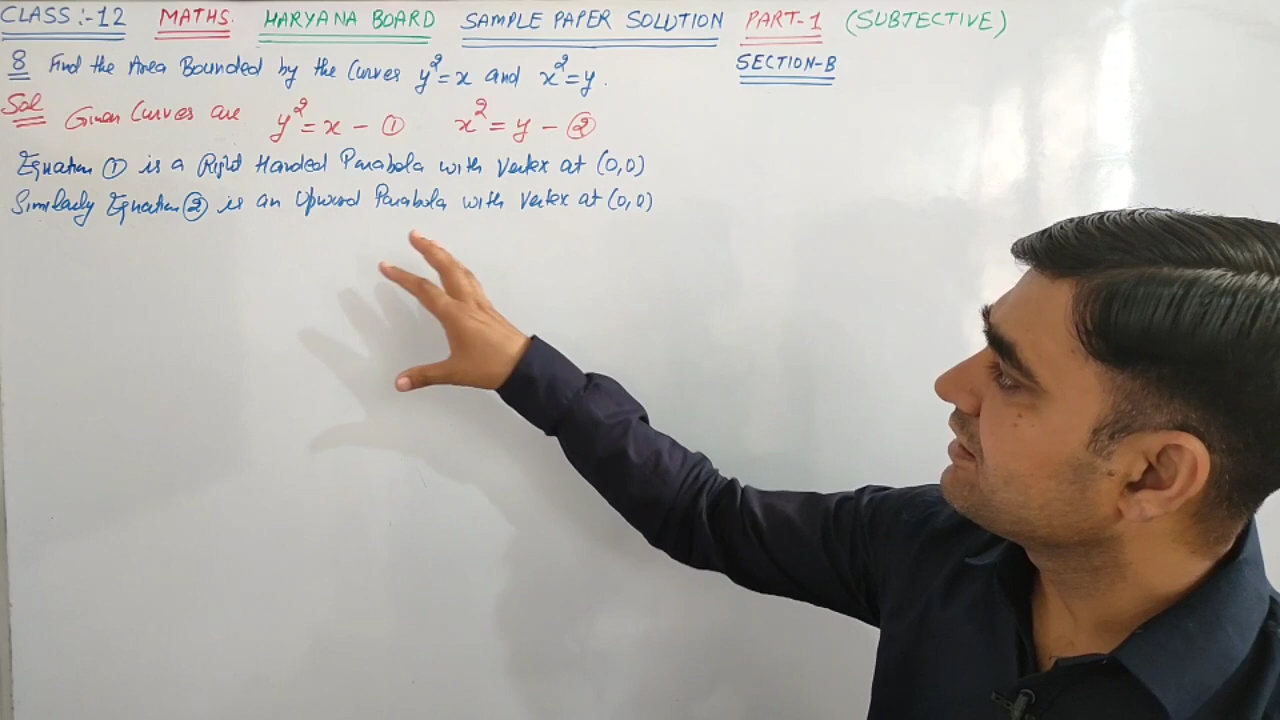 CLASS :- 12 MATHS. HARYANA BOARD SAMPLE PAPER SOLUTION PART-1 (SUBJECTIVE)
SECTION-B
8 Find the Area Bounded by the Curves y²=x and x²=y.
Sol Given Curves are y²=x - ① x²=y - ②
Equation ① is a Right Handed Parabola with Vertex at (0,0)
Similarly Equation ② is an Upward Parabola with Vertex at (0,0)